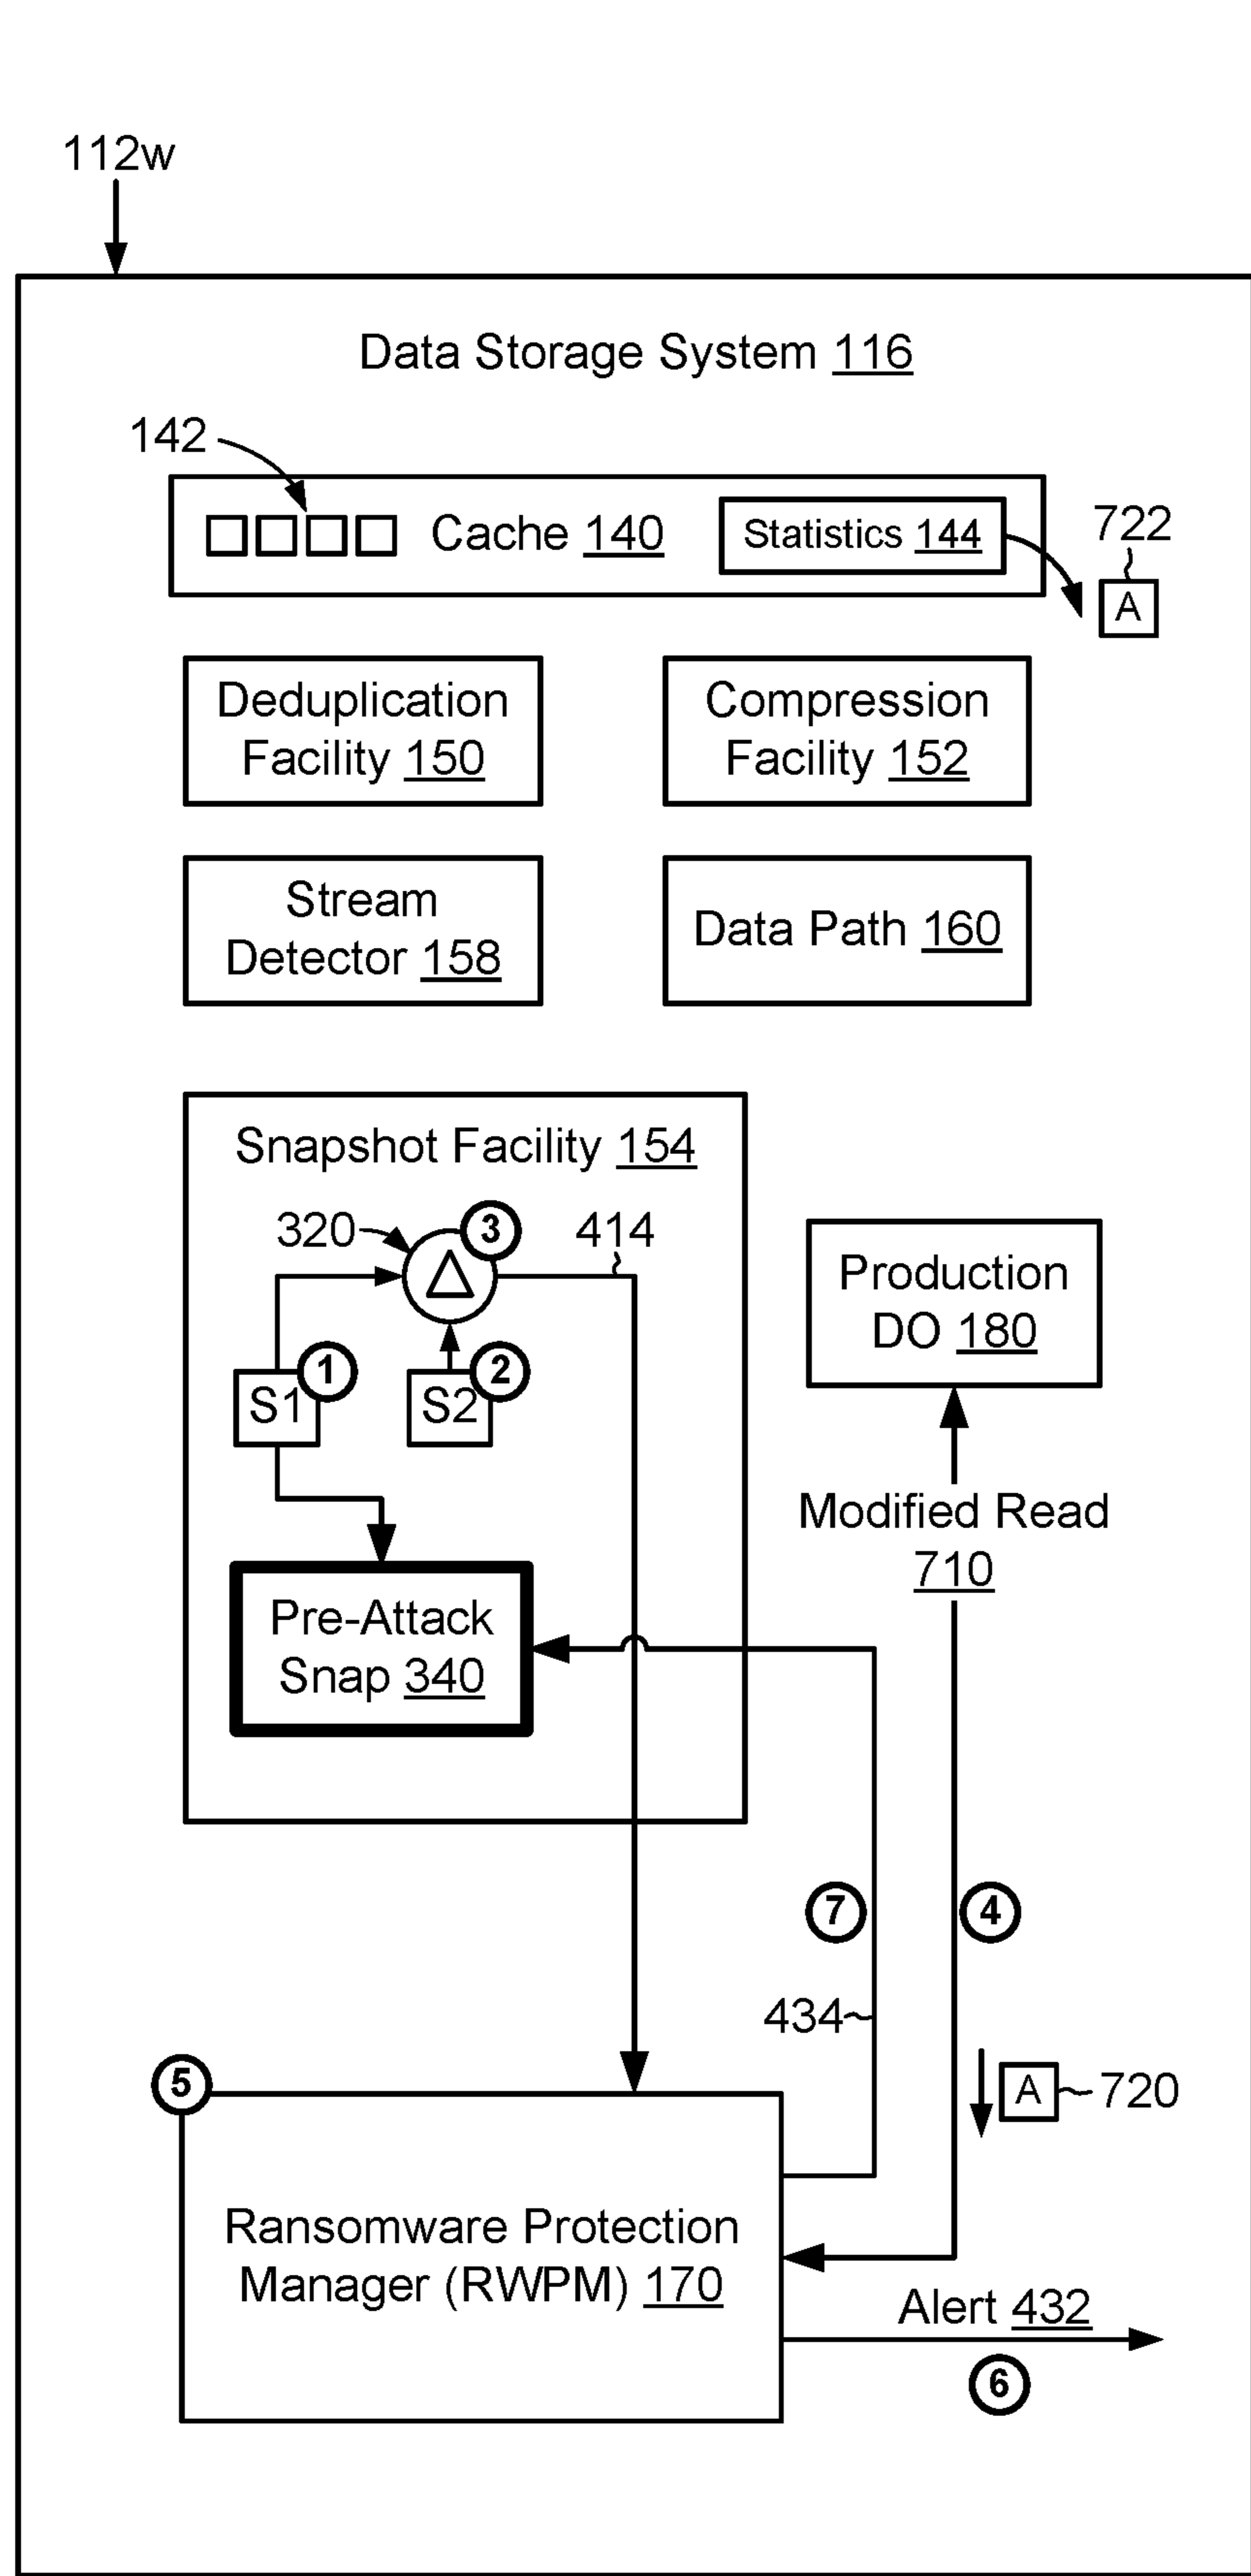 112w
Data Storage System 116
142
Cache 140
Statistics 144
722
A
Deduplication
Facility 150
Compression
Facility 152
Stream
Detector 158
Data Path 160
Snapshot Facility 154
320
3
414
1
S1
2
S2
Production
DO 180
Modified Read
710
Pre-Attack
Snap 340
7
4
434
5
A
720
Ransomware Protection
Manager (RWPM) 170
Alert 432
6